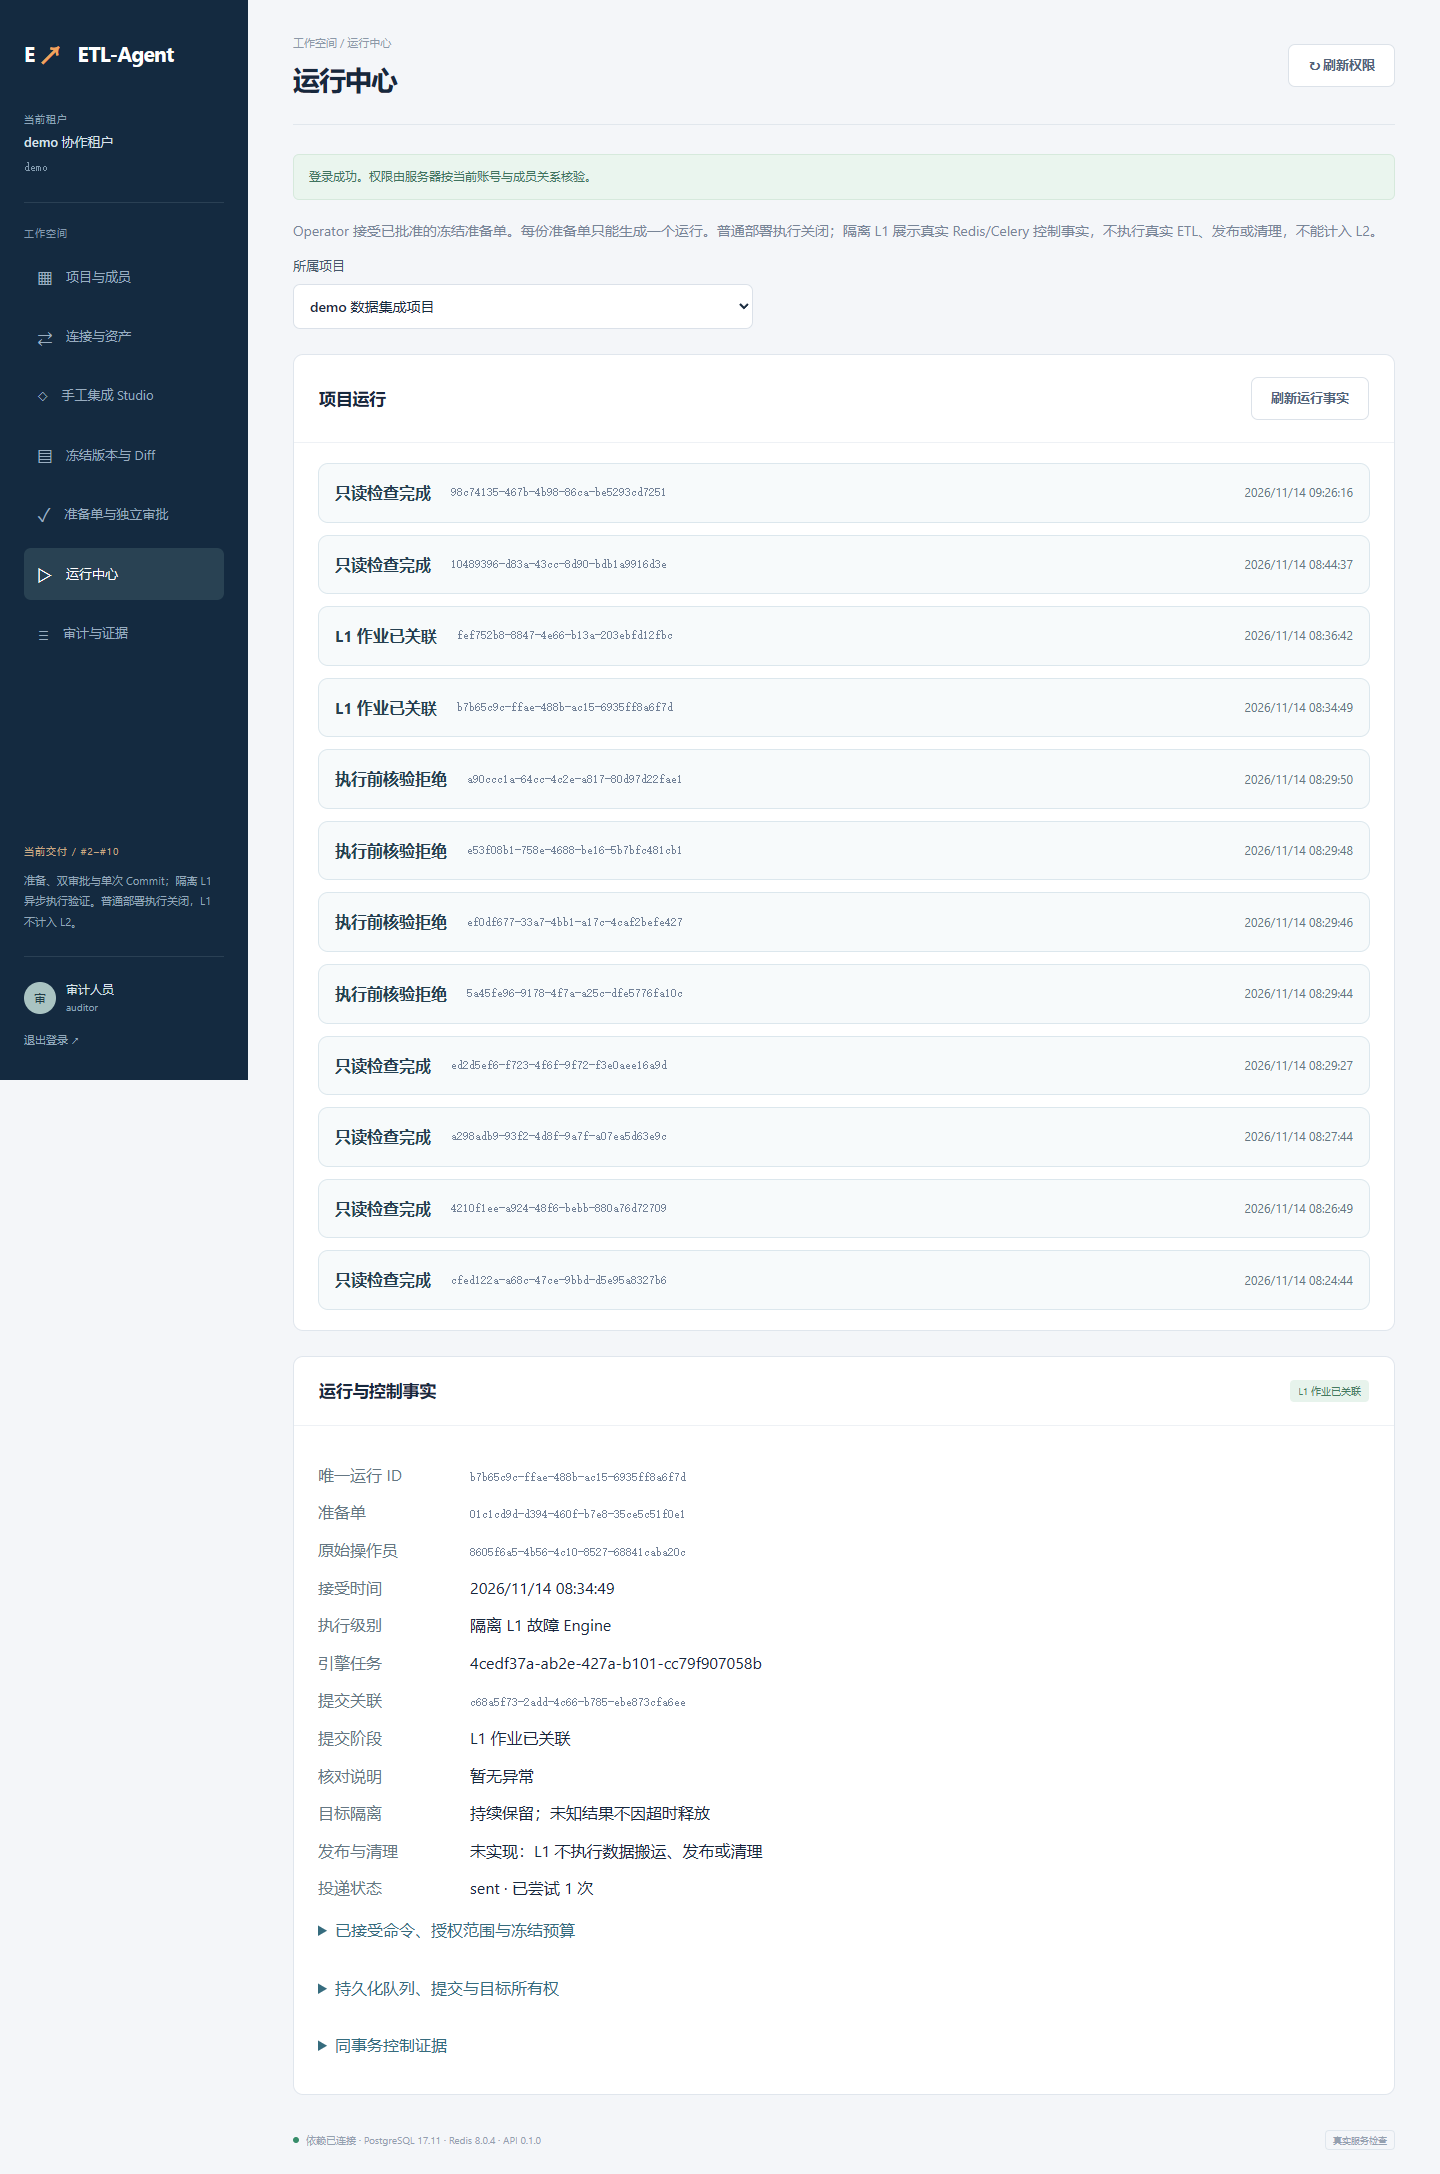 E ↗ ETL-Agent
当前租户
demo 协作租户
demo
工作空间
项目与成员
连接与资产
手工集成 Studio
冻结版本与 Diff
准备单与独立审批
运行中心
审计与证据
当前交付 / #2–#10
准备、双审批与单次 Commit；隔离 L1
异步执行验证。普通部署执行关闭，L1
不计入 L2。
审
审计人员
auditor
退出登录 ↗
工作空间 / 运行中心
运行中心
↻ 刷新权限
登录成功。权限由服务器按当前账号与成员关系核验。
Operator 接受已批准的冻结准备单。每份准备单只能生成一个运行。普通部署执行关闭；隔离 L1 展示真实 Redis/Celery 控制事实，不执行真实 ETL、发布或清理，不能计入 L2。
所属项目
demo 数据集成项目
项目运行
刷新运行事实
只读检查完成 98c74135-467b-4b98-86ca-be5293cd7251 2026/11/14 09:26:16
只读检查完成 10489396-d83a-43cc-8d90-bdb1a9916d3e 2026/11/14 08:44:37
L1 作业已关联 fef752b8-8847-4e66-b13a-203ebfd12fbc 2026/11/14 08:36:42
L1 作业已关联 b7b65c9c-ffae-488b-ac15-6935ff8a6f7d 2026/11/14 08:34:49
执行前核验拒绝 a90ccc1a-64cc-4c2e-a817-80d97d22fae1 2026/11/14 08:29:50
执行前核验拒绝 e53f08b1-758e-4688-be16-5b7bfc481cb1 2026/11/14 08:29:48
执行前核验拒绝 ef0df677-33a7-4bb1-a17c-4caf2befe427 2026/11/14 08:29:46
执行前核验拒绝 5a45fe96-9178-4f7a-a25c-dfe5776fa10c 2026/11/14 08:29:44
只读检查完成 ed2d5ef6-f723-4f6f-9f72-f3e0aee16a9d 2026/11/14 08:29:27
只读检查完成 a298adb9-93f2-4d8f-9a7f-a07ea5d63e9c 2026/11/14 08:27:44
只读检查完成 4210f1ee-a924-48f6-bebb-880a76d72709 2026/11/14 08:26:49
只读检查完成 cfed122a-a68c-47ce-9bbd-d5e95a8327b6 2026/11/14 08:24:44
运行与控制事实
L1 作业已关联
唯一运行 ID b7b65c9c-ffae-488b-ac15-6935ff8a6f7d
准备单 01c1cd9d-d394-460f-b7e8-35ce5c51f0e1
原始操作员 8605f6a5-4b56-4c10-8527-68841caba20c
接受时间 2026/11/14 08:34:49
执行级别 隔离 L1 故障 Engine
引擎任务 4cedf37a-ab2e-427a-b101-cc79f907058b
提交关联 c68a5f73-2add-4c66-b785-ebe873cfa6ee
提交阶段 L1 作业已关联
核对说明 暂无异常
目标隔离 持续保留；未知结果不因超时释放
发布与清理 未实现：L1 不执行数据搬运、发布或清理
投递状态 sent · 已尝试 1 次
▶ 已接受命令、授权范围与冻结预算
▶ 持久化队列、提交与目标所有权
▶ 同事务控制证据
依赖已连接 · PostgreSQL 17.11 · Redis 8.0.4 · API 0.1.0
真实服务检查